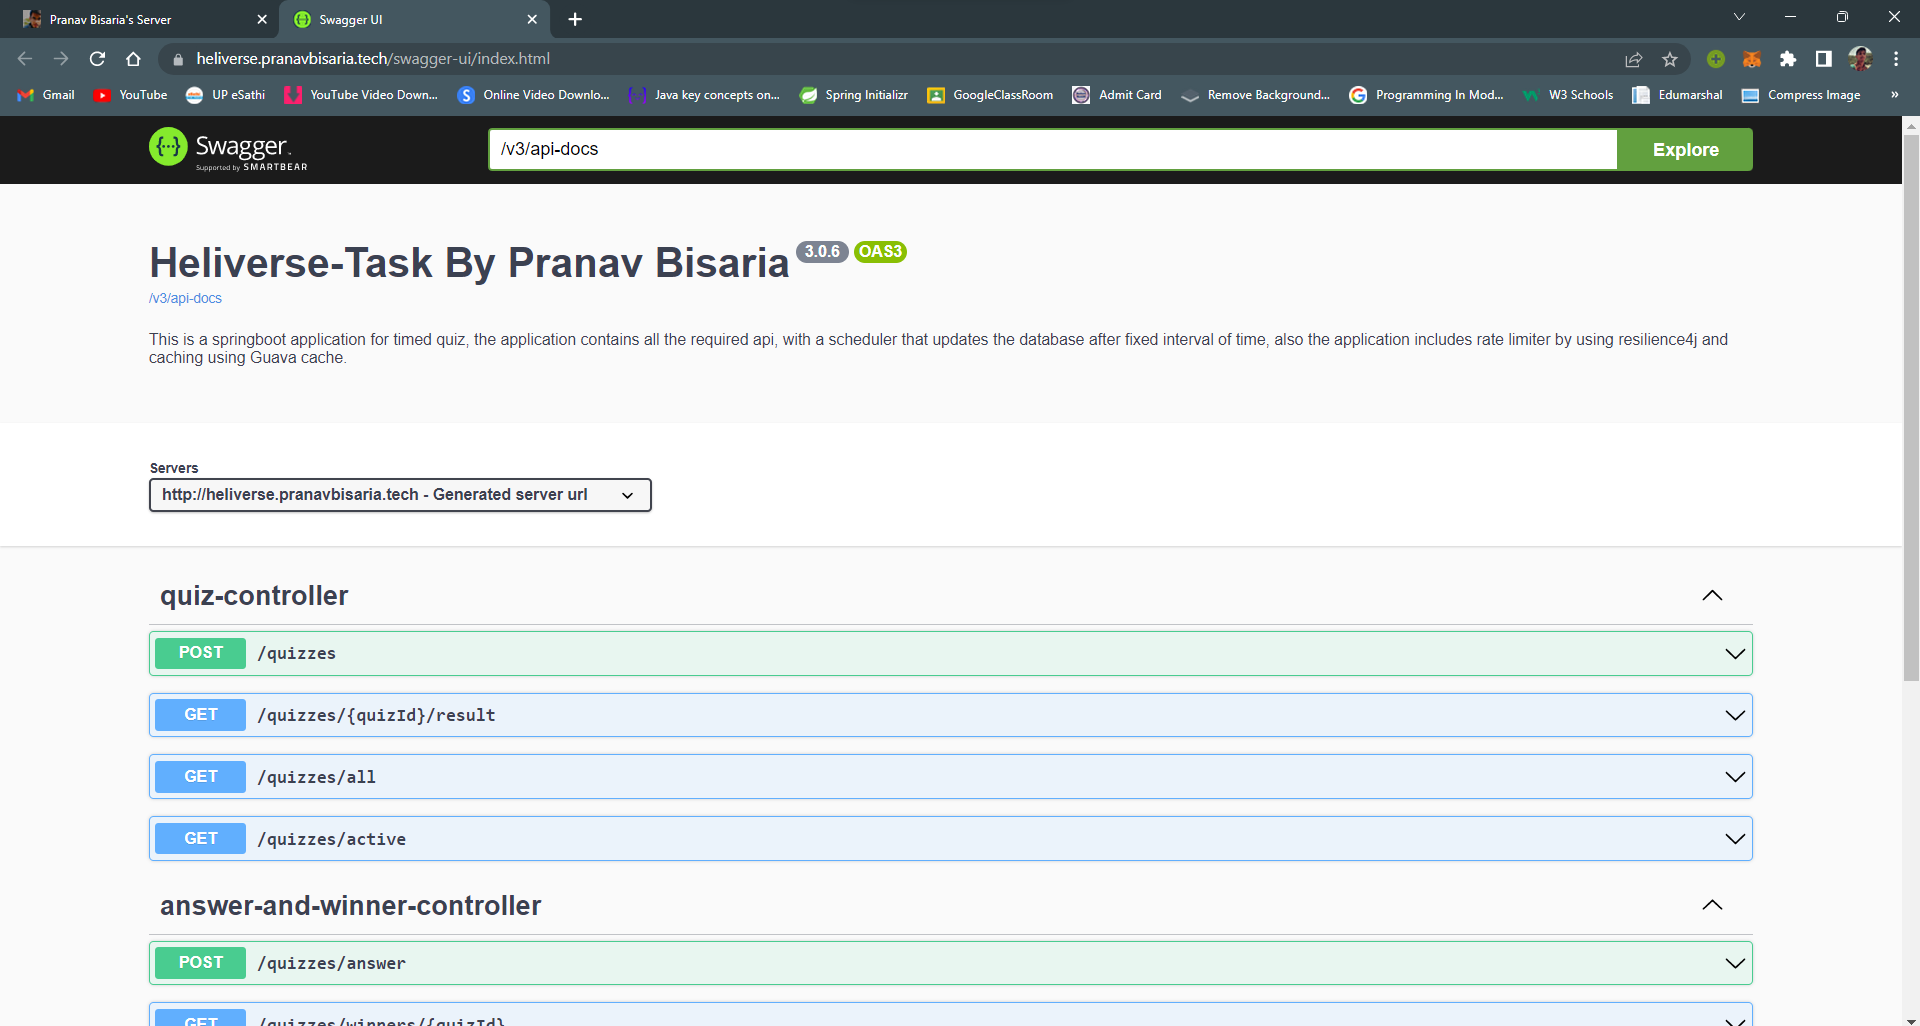 Pranav Bisaria's Server
Swagger UI
heliverse.pranavbisaria.tech/swagger-ui/index.html
Gmail
YouTube
UP eSathi
YouTube Video Down...
Online Video Downlo...
Java key concepts on...
Spring Initializr
GoogleClassRoom
Admit Card
Remove Background...
Programming In Mod...
W3 Schools
Edumarshal
Compress Image
»
Swagger
Supported by SMARTBEAR
/v3/api-docs
Explore
Heliverse-Task By Pranav Bisaria 3.0.6 OAS3
/v3/api-docs
This is a springboot application for timed quiz, the application contains all the required api, with a scheduler that updates the database after fixed interval of time, also the application includes rate limiter by using resilience4j and
caching using Guava cache.
Servers
http://heliverse.pranavbisaria.tech - Generated server url
quiz-controller
POST /quizzes
GET /quizzes/{quizId}/result
GET /quizzes/all
GET /quizzes/active
answer-and-winner-controller
POST /quizzes/answer
GET /quizzes/winners/{quizId}